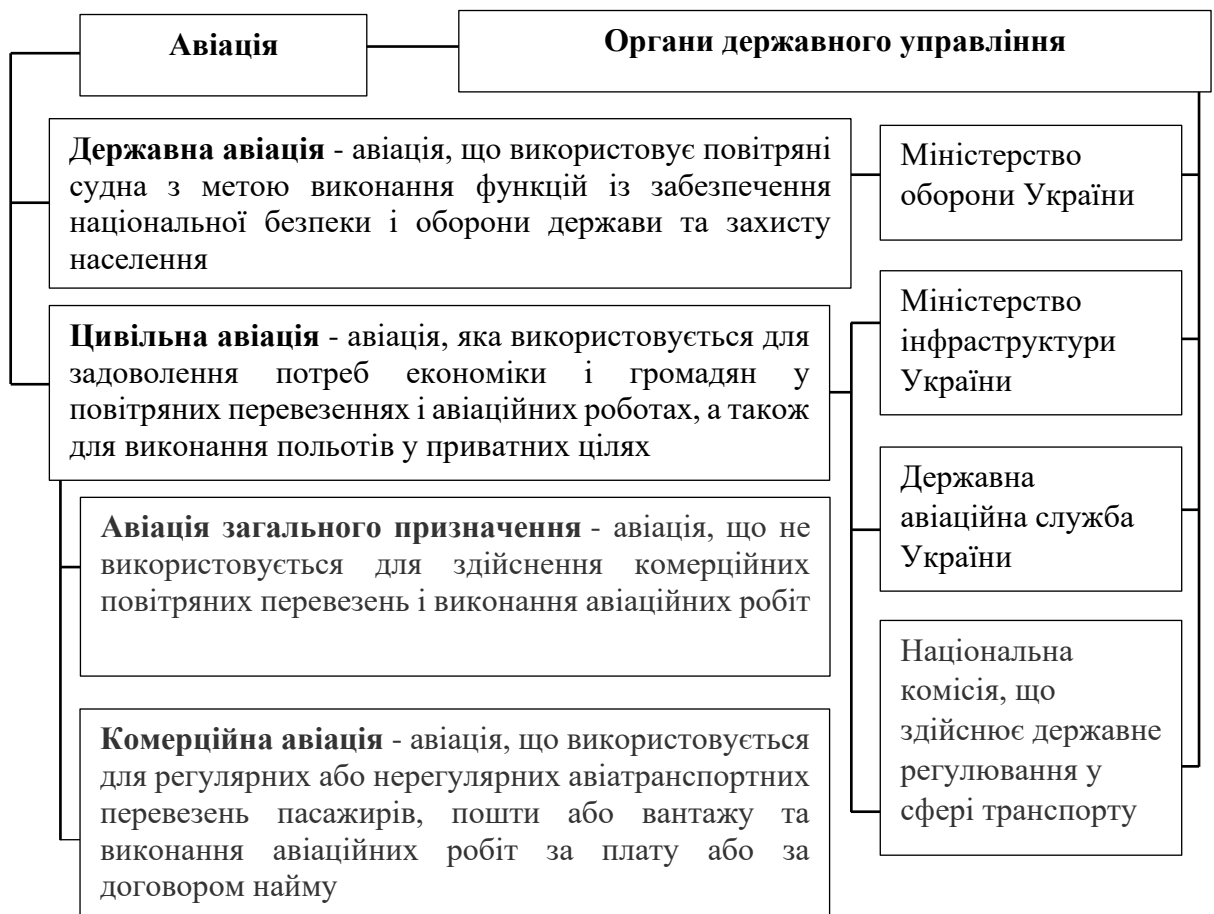 Авіація
Органи державного управління
Державна авіація - авіація, що використовує повітряні
судна з метою виконання функцій із забезпечення
національної безпеки і оборони держави та захисту
населення
Міністерство
оборони України
Цивільна авіація - авіація, яка використовується для
задоволення потреб економіки і громадян у
повітряних перевезеннях і авіаційних роботах, а також
для виконання польотів у приватних цілях
Міністерство
інфраструктури
України
Авіація загального призначення - авіація, що не
використовується для здійснення комерційних
повітряних перевезень і виконання авіаційних робіт
Державна
авіаційна служба
України
Комерційна авіація - авіація, що використовується
для регулярних або нерегулярних авіатранспортних
перевезень пасажирів, пошти або вантажу та
виконання авіаційних робіт за плату або за
договором найму
Національна
комісія, що
здійснює державне
регулювання у
сфері транспорту